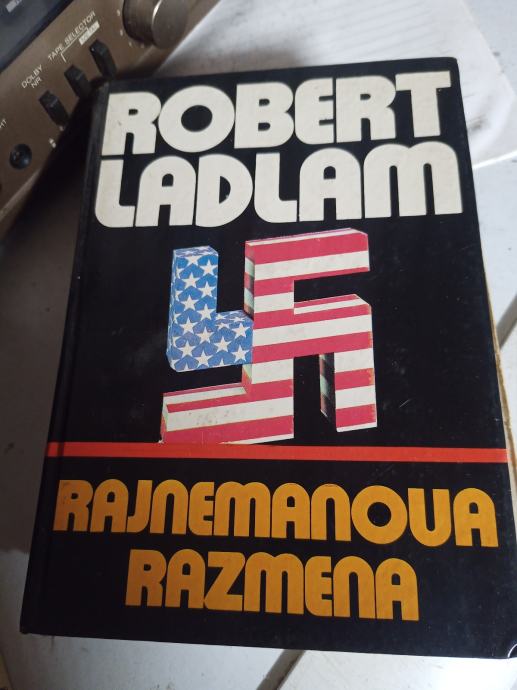 DOLBY NR
TAPE SELECTOR
ROBERT
LADLAM
RAJNEMANOVA
RAZMENA